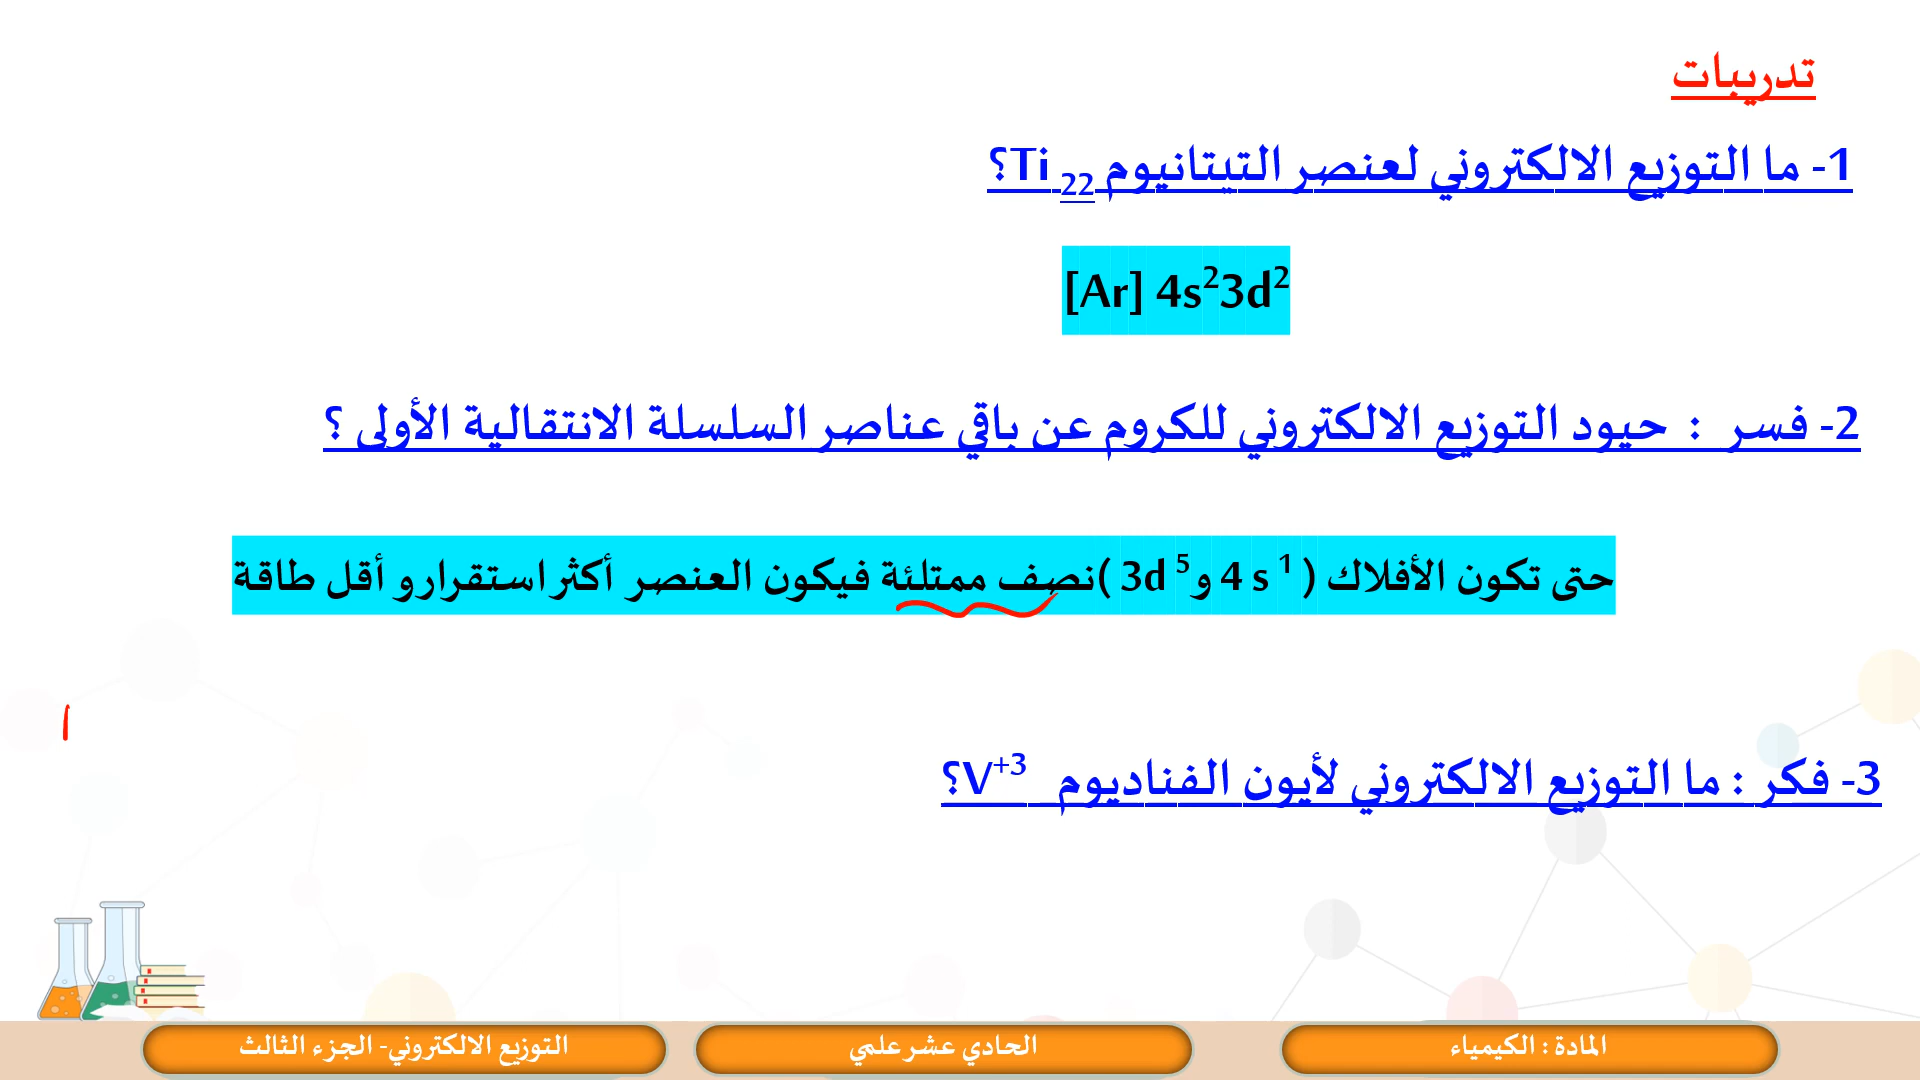 تدريبات
1- ما التوزيع الالكتروني لعنصر التيتانيوم 22Ti؟
[Ar] 4s²3d²
2- فسر : حيود التوزيع الالكتروني للكروم عن باقي عناصر السلسلة الانتقالية الأولى ؟
حتى تكون الأفلاك ( 4 s ¹ و3d ⁵ )نصف ممتلئة فيكون العنصر أكثر استقرار و أقل طاقة
3- فكر : ما التوزيع الالكتروني لأيون الفناديوم V⁺³؟
المادة : الكيمياء
الحادي عشر علمي
التوزيع الالكتروني- الجزء الثالث